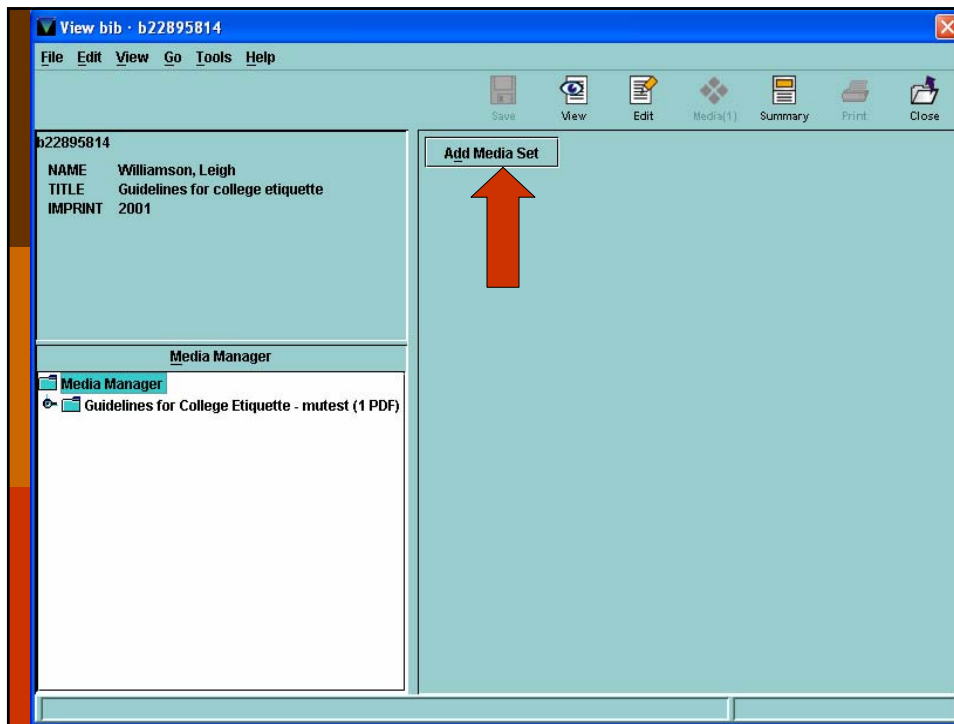 View bib · b22895814
File Edit View Go Tools Help
Save View Edit Media(1) Summary Print Close
b22895814
NAME Williamson, Leigh
TITLE Guidelines for college etiquette
IMPRINT 2001
Add Media Set
Media Manager
Media Manager
Guidelines for College Etiquette - mutest (1 PDF)